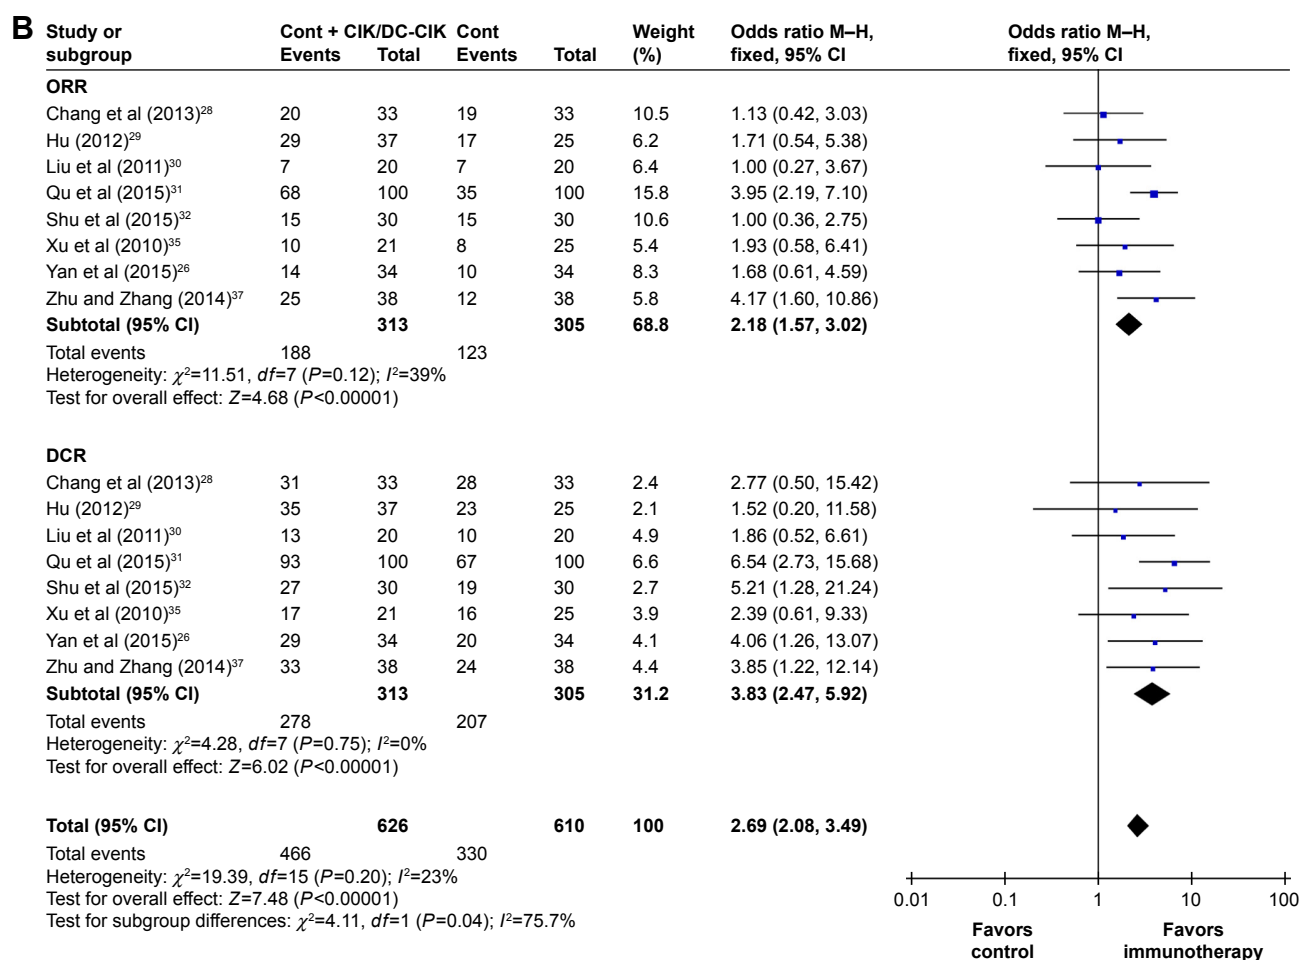 B Study or Cont + CIK/DC-CIK Cont Weight Odds ratio M–H, Odds ratio M–H,
subgroup Events Total Events Total (%) fixed, 95% CI fixed, 95% CI
ORR
Chang et al (2013)28 20 33 19 33 10.5 1.13 (0.42, 3.03)
Hu (2012)29 29 37 17 25 6.2 1.71 (0.54, 5.38)
Liu et al (2011)30 7 20 7 20 6.4 1.00 (0.27, 3.67)
Qu et al (2015)31 68 100 35 100 15.8 3.95 (2.19, 7.10)
Shu et al (2015)32 15 30 15 30 10.6 1.00 (0.36, 2.75)
Xu et al (2010)35 10 21 8 25 5.4 1.93 (0.58, 6.41)
Yan et al (2015)26 14 34 10 34 8.3 1.68 (0.61, 4.59)
Zhu and Zhang (2014)37 25 38 12 38 5.8 4.17 (1.60, 10.86)
Subtotal (95% CI) 313 305 68.8 2.18 (1.57, 3.02)
Total events 188 123
Heterogeneity: χ²=11.51, df=7 (P=0.12); I²=39%
Test for overall effect: Z=4.68 (P<0.00001)
DCR
Chang et al (2013)28 31 33 28 33 2.4 2.77 (0.50, 15.42)
Hu (2012)29 35 37 23 25 2.1 1.52 (0.20, 11.58)
Liu et al (2011)30 13 20 10 20 4.9 1.86 (0.52, 6.61)
Qu et al (2015)31 93 100 67 100 6.6 6.54 (2.73, 15.68)
Shu et al (2015)32 27 30 19 30 2.7 5.21 (1.28, 21.24)
Xu et al (2010)35 17 21 16 25 3.9 2.39 (0.61, 9.33)
Yan et al (2015)26 29 34 20 34 4.1 4.06 (1.26, 13.07)
Zhu and Zhang (2014)37 33 38 24 38 4.4 3.85 (1.22, 12.14)
Subtotal (95% CI) 313 305 31.2 3.83 (2.47, 5.92)
Total events 278 207
Heterogeneity: χ²=4.28, df=7 (P=0.75); I²=0%
Test for overall effect: Z=6.02 (P<0.00001)
Total (95% CI) 626 610 100 2.69 (2.08, 3.49)
Total events 466 330
Heterogeneity: χ²=19.39, df=15 (P=0.20); I²=23%
Test for overall effect: Z=7.48 (P<0.00001)
Test for subgroup differences: χ²=4.11, df=1 (P=0.04); I²=75.7%
0.01 0.1 1 10 100
Favors Favors
control immunotherapy